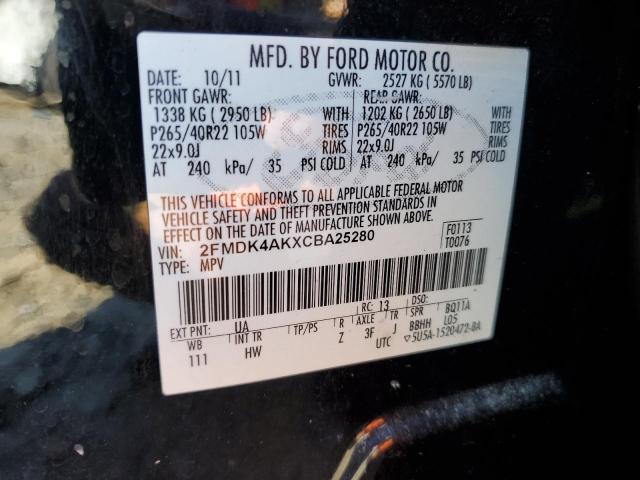 MFD. BY FORD MOTOR CO.
DATE: 10/11 GVWR: 2527 KG ( 5570 LB)
FRONT GAWR: REAR GAWR:
1338 KG ( 2950 LB) WITH 1202 KG ( 2650 LB) WITH
P265/40R22 105W TIRES P265/40R22 105W TIRES
22x9.0J RIMS 22x9.0J RIMS
AT 240 kPa/ 35 PSI COLD AT 240 kPa/ 35 PSI COLD
THIS VEHICLE CONFORMS TO ALL APPLICABLE FEDERAL MOTOR
VEHICLE SAFETY AND THEFT PREVENTION STANDARDS IN
EFFECT ON THE DATE OF MANUFACTURE SHOWN ABOVE.
VIN: 2FMDK4AKXCBA25280 F0113
TYPE: MPV T0076
EXT PNT: UA RC: 13 DSO:
WB INT TR TP/PS R AXLE TR SPR BQ11A
111 HW Z 3F J BBHH LOS
UTC ▽5U5A-1520472-BA